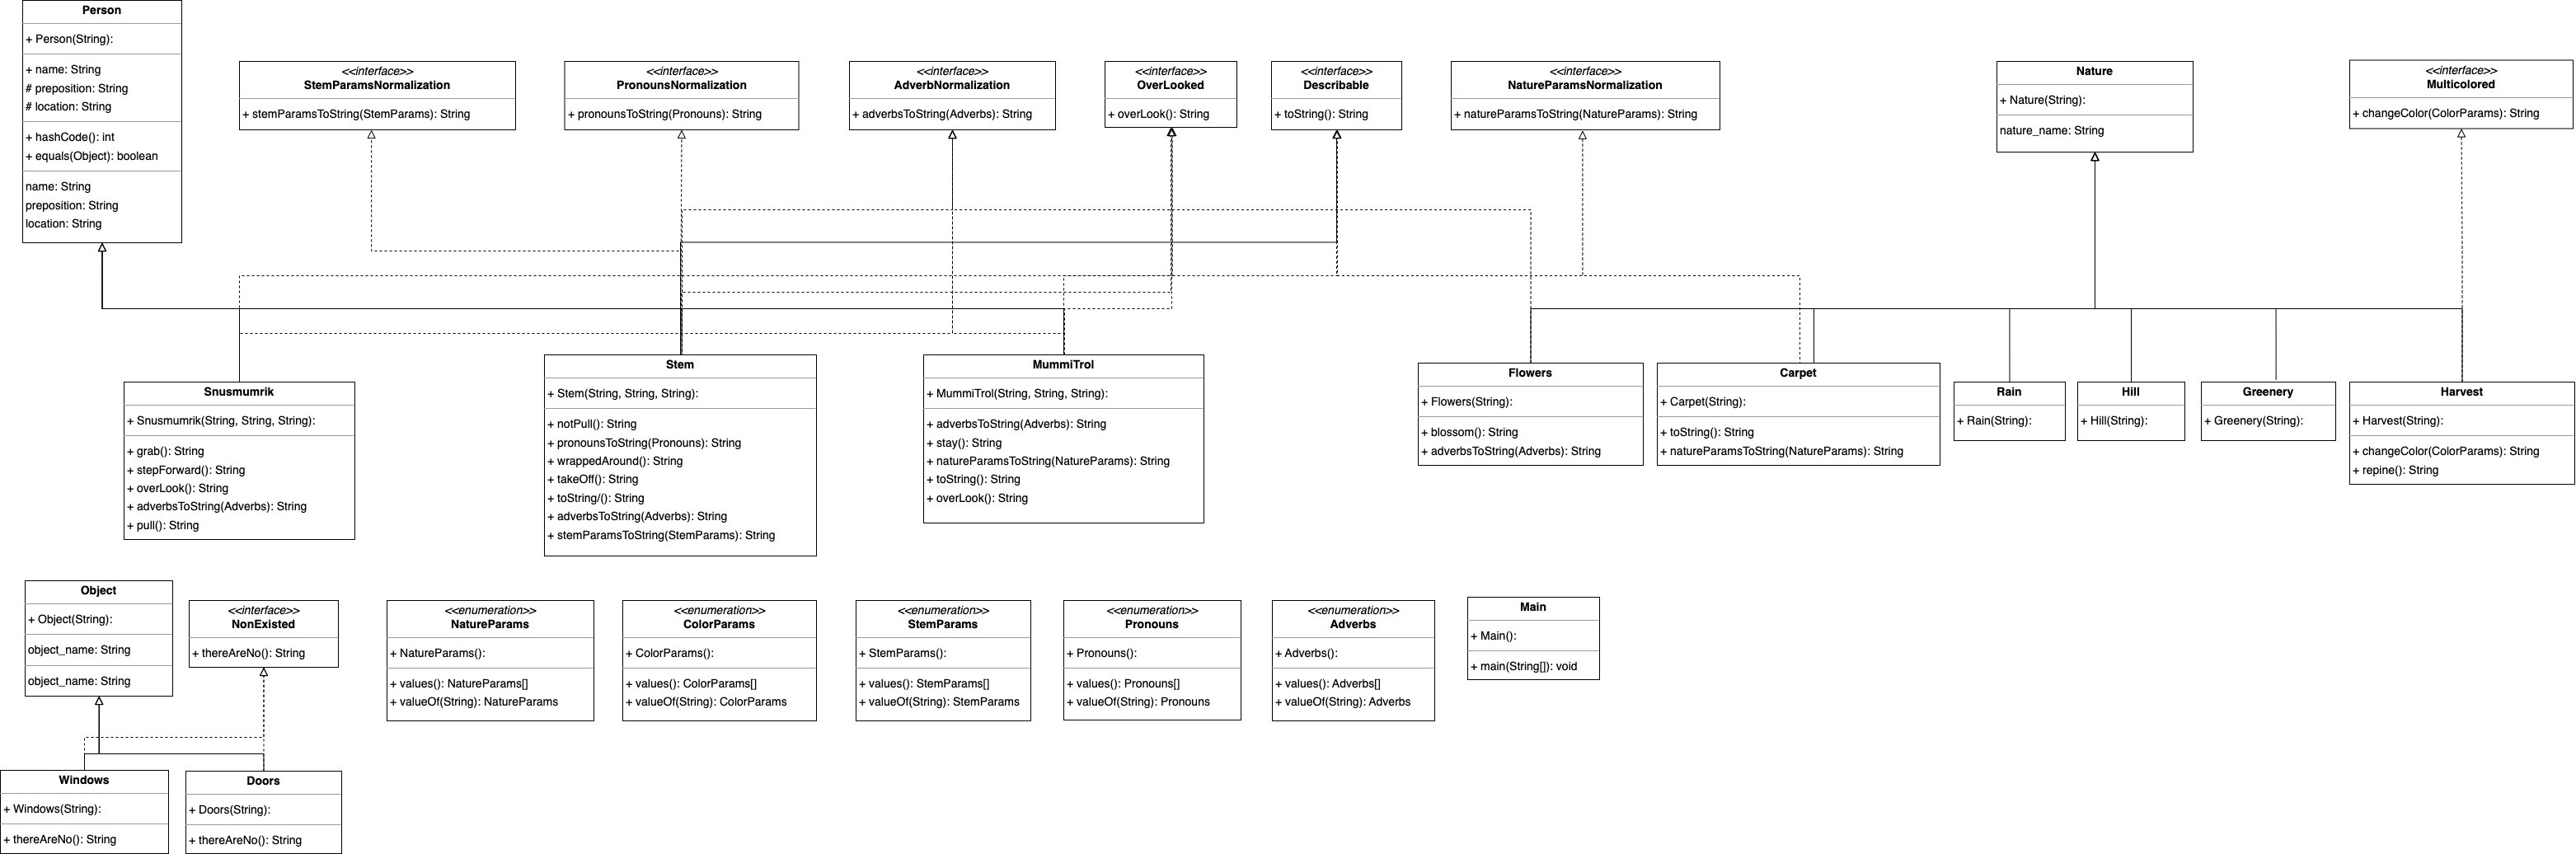 Person
+ Person(String):
+ name: String
# preposition: String
# location: String
+ hashCode(): int
+ equals(Object): boolean
name: String
preposition: String
location: String
<<interface>>
StemParamsNormalization
+ stemParamsToString(StemParams): String
<<interface>>
PronounsNormalization
+ pronounsToString(Pronouns): String
<<interface>>
AdverbNormalization
+ adverbsToString(Adverbs): String
<<interface>>
OverLooked
+ overLook(): String
<<interface>>
Describable
+ toString(): String
<<interface>>
NatureParamsNormalization
+ natureParamsToString(NatureParams): String
Nature
+ Nature(String):
nature_name: String
<<interface>>
Multicolored
+ changeColor(ColorParams): String
Snusmumrik
+ Snusmumrik(String, String, String):
+ grab(): String
+ stepForward(): String
+ overLook(): String
+ adverbsToString(Adverbs): String
+ pull(): String
Stem
+ Stem(String, String, String):
+ notPull(): String
+ pronounsToString(Pronouns): String
+ wrappedAround(): String
+ takeOff(): String
+ toString/(): String
+ adverbsToString(Adverbs): String
+ stemParamsToString(StemParams): String
MummiTrol
+ MummiTrol(String, String, String):
+ adverbsToString(Adverbs): String
+ stay(): String
+ natureParamsToString(NatureParams): String
+ toString(): String
+ overLook(): String
Flowers
+ Flowers(String):
+ blossom(): String
+ adverbsToString(Adverbs): String
Carpet
+ Carpet(String):
+ toString(): String
+ natureParamsToString(NatureParams): String
Rain
+ Rain(String):
Hill
+ Hill(String):
Greenery
+ Greenery(String):
Harvest
+ Harvest(String):
+ changeColor(ColorParams): String
+ repine(): String
Object
+ Object(String):
object_name: String
object_name: String
<<interface>>
NonExisted
+ thereAreNo(): String
<<enumeration>>
NatureParams
+ NatureParams():
+ values(): NatureParams[]
+ valueOf(String): NatureParams
<<enumeration>>
ColorParams
+ ColorParams():
+ values(): ColorParams[]
+ valueOf(String): ColorParams
<<enumeration>>
StemParams
+ StemParams():
+ values(): StemParams[]
+ valueOf(String): StemParams
<<enumeration>>
Pronouns
+ Pronouns():
+ values(): Pronouns[]
+ valueOf(String): Pronouns
<<enumeration>>
Adverbs
+ Adverbs():
+ values(): Adverbs[]
+ valueOf(String): Adverbs
Main
+ Main():
+ main(String[]): void
Windows
+ Windows(String):
+ thereAreNo(): String
Doors
+ Doors(String):
+ thereAreNo(): String